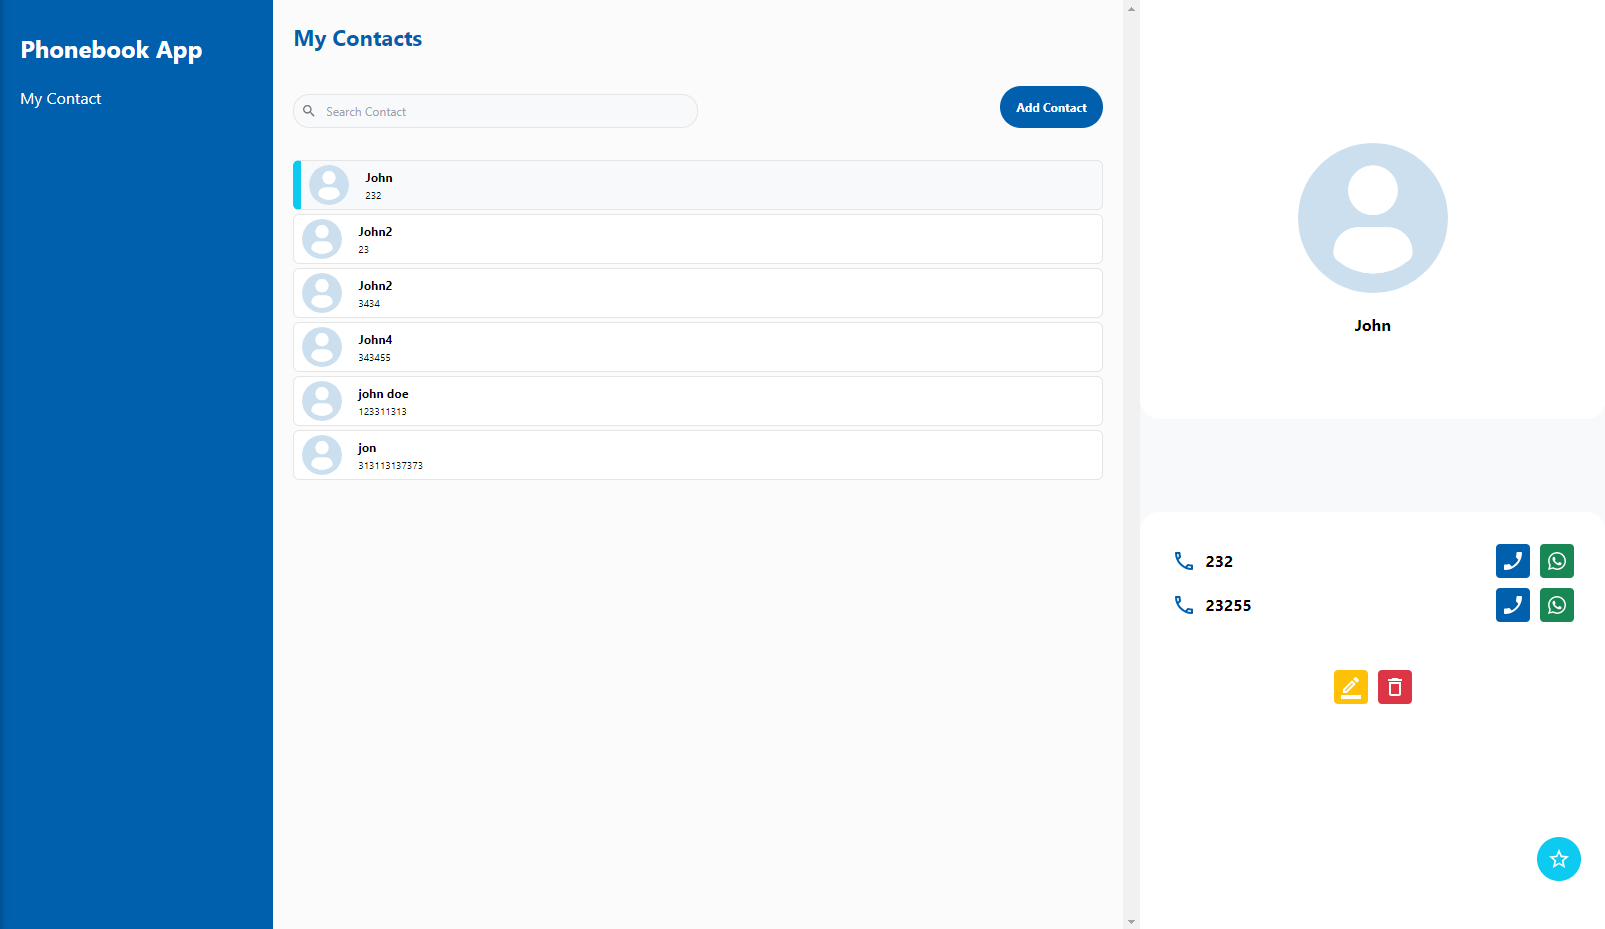 Phonebook App
My Contact
My Contacts
Search Contact
Add Contact
John
232
John2
23
John2
3434
John4
343455
john doe
123311313
jon
313113137373
John
232
23255